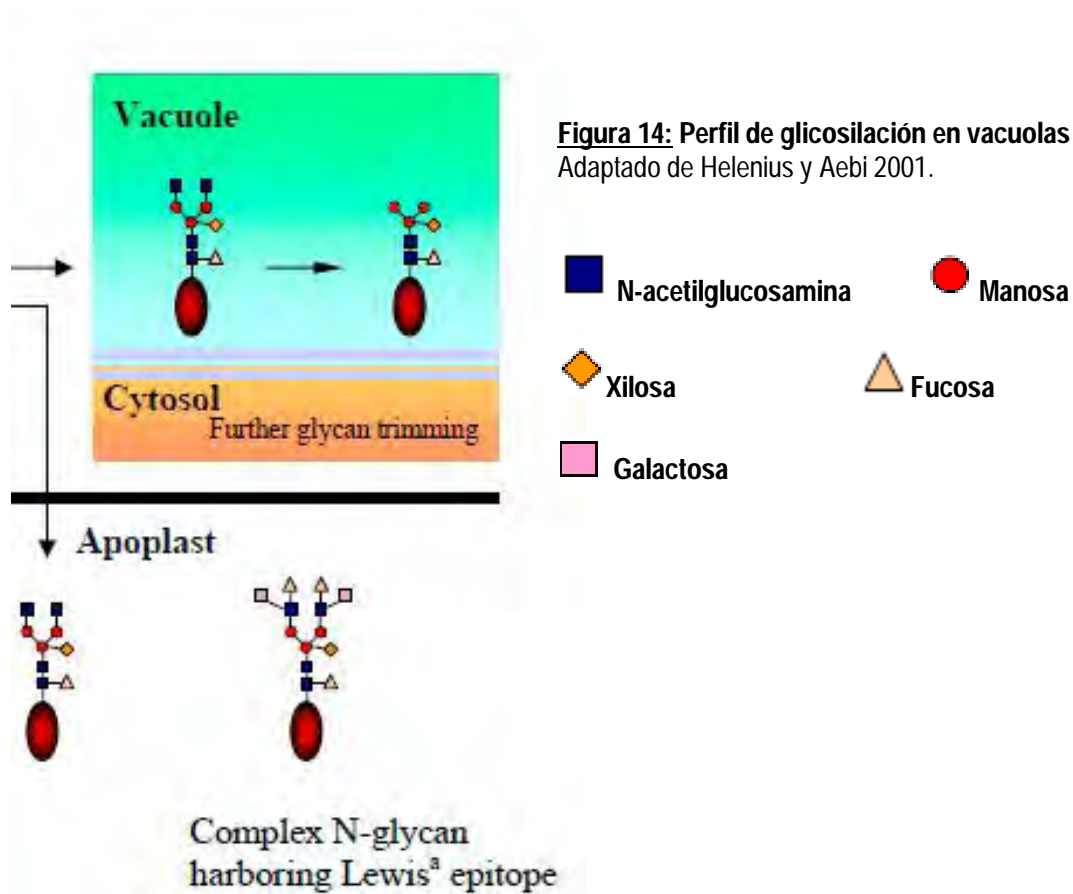 Vacuole
Cytosol
Further glycan trimming
Apoplast
Complex N-glycan
harboring Lewisᵃ epitope
Figura 14: Perfil de glicosilación en vacuolas
Adaptado de Helenius y Aebi 2001.
N-acetilglucosamina
Manosa
Xilosa
Fucosa
Galactosa